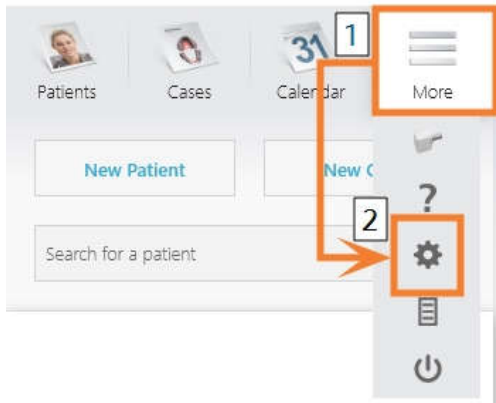 31 1
Patients Cases Calendar More
New Patient New
?
2
Search for a patient